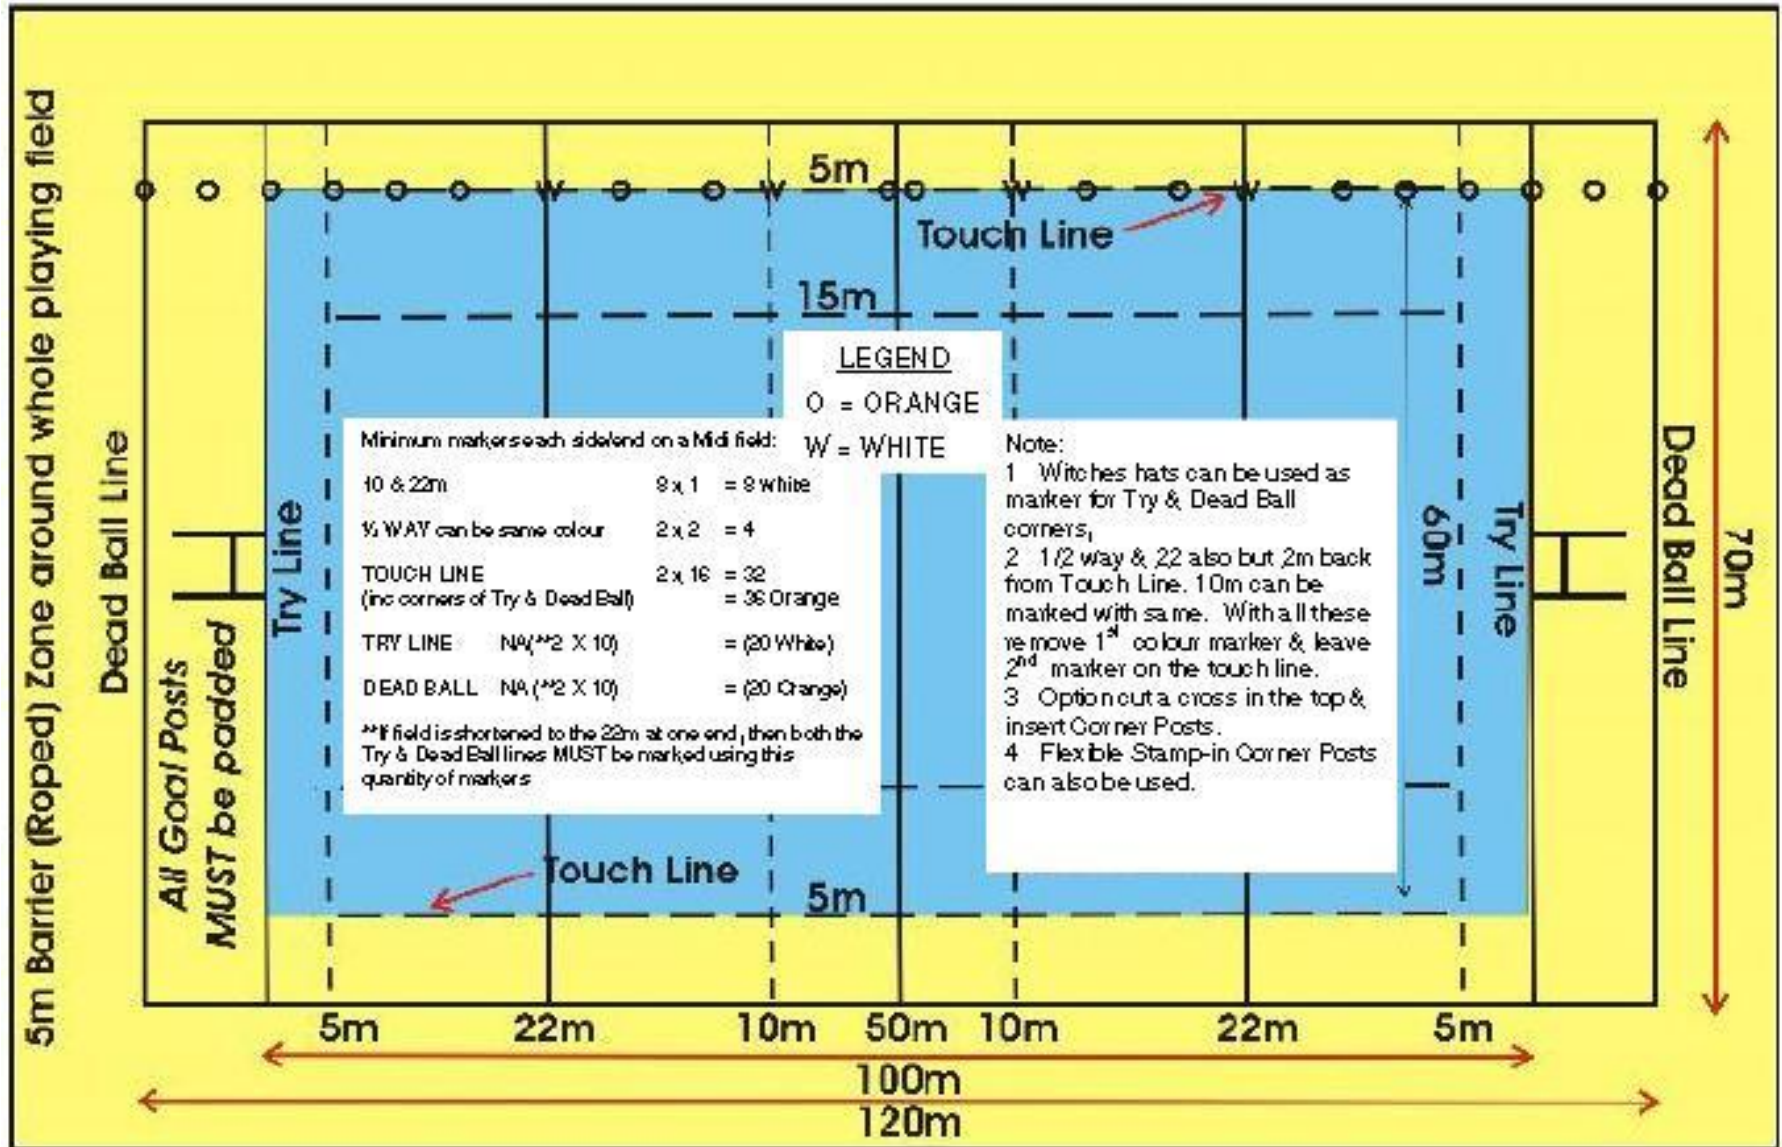 5m Barrier (Roped) Zone around whole playing field
Dead Ball Line
All Goal Posts
MUST be padded
Try Line
5m
Touch Line
15m
LEGEND
O = ORANGE
W = WHITE
Minimum markers each side/end on a Midi field:
10 & 22m 8 x 1 = 8 white
½ WAY can be same colour 2 x 2 = 4
TOUCH LINE 2 x 16 = 32
(inc corners of Try & Dead Ball) = 36 Orange
TRY LINE NA(**2 X 10) = (20 White)
DEAD BALL NA (**2 X 10) = (20 Orange)
**If field is shortened to the 22m at one end, then both the
Try & Dead Ball lines MUST be marked using this
quantity of markers
Note:
1 Witches hats can be used as
marker for Try & Dead Ball
corners,
2 1/2 way & 22 also but 2m back
from Touch Line. 10m can be
marked with same. With all these
remove 1st colour marker & leave
2nd marker on the touch line.
3 Option cut a cross in the top &
insert Corner Posts.
4 Flexible Stamp-in Corner Posts
can also be used.
60m
Try Line
Dead Ball Line
70m
Touch Line
5m
5m 22m 10m 50m 10m 22m 5m
100m
120m
O O O O O O W O O W O O W O O W O O O O O O